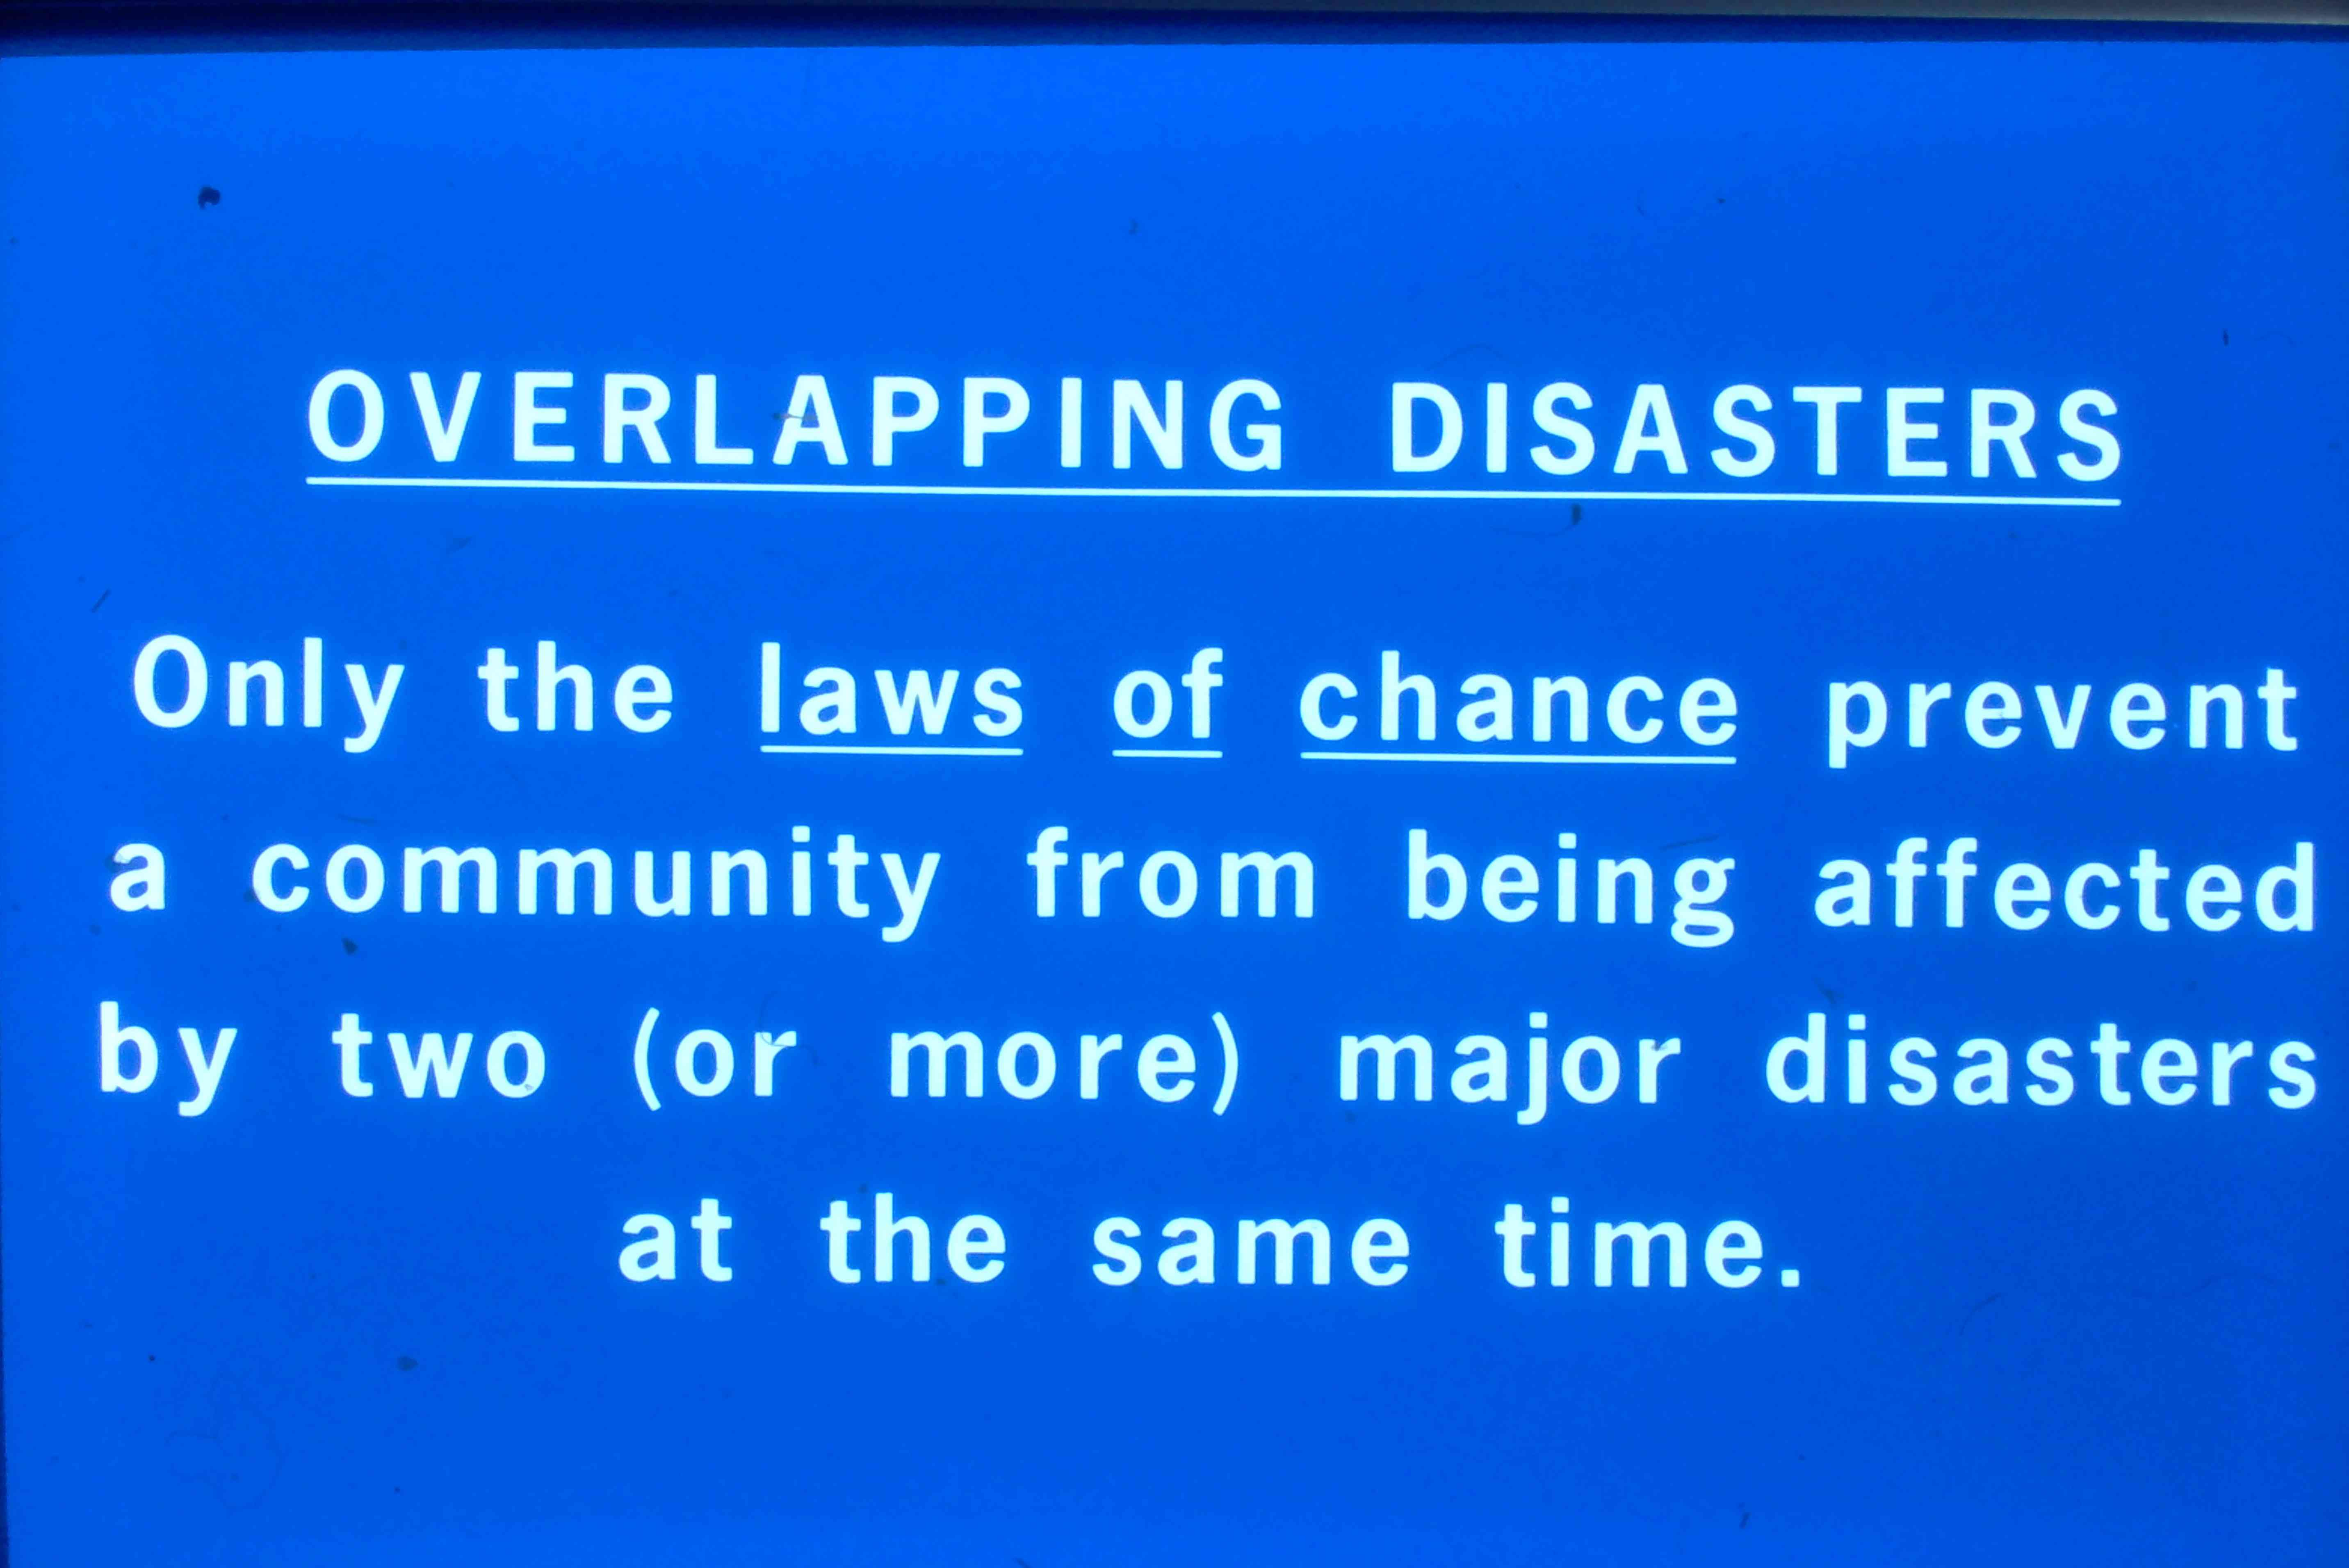 OVERLAPPING DISASTERS
Only the laws of chance prevent
a community from being affected
by two (or more) major disasters
at the same time.